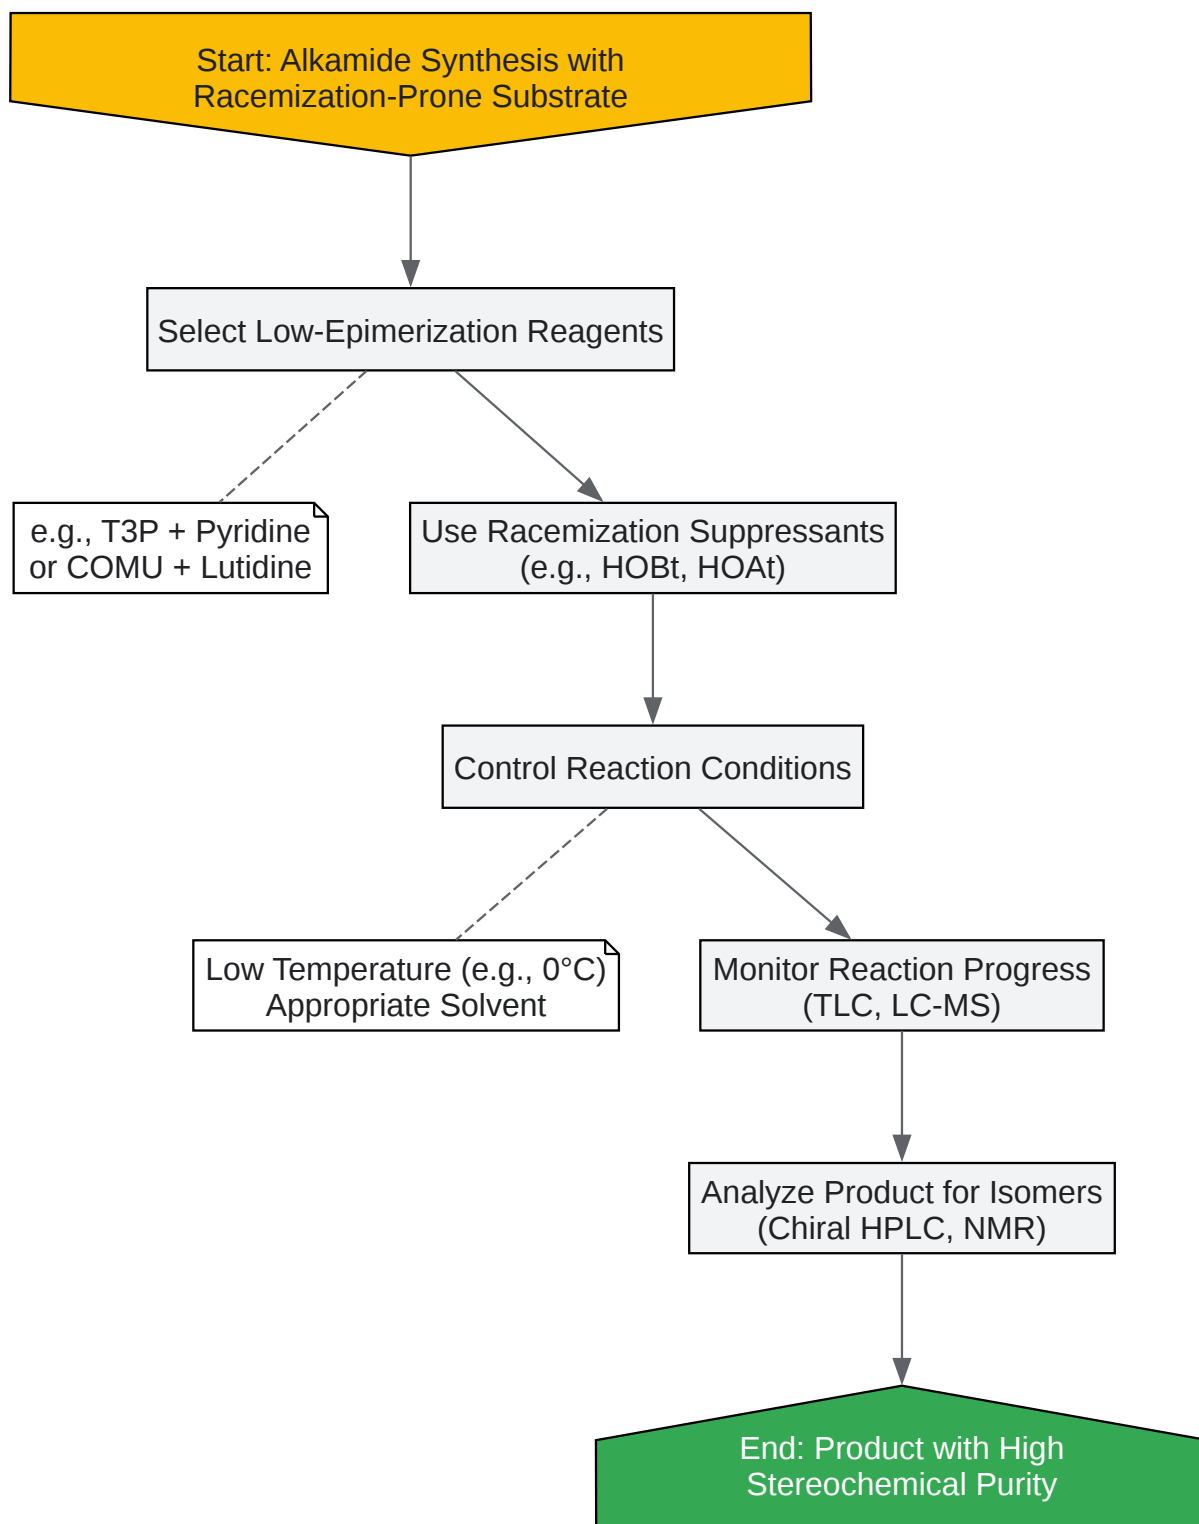 Start: Alkamide Synthesis with
Racemization-Prone Substrate
Select Low-Epimerization Reagents
e.g., T3P + Pyridine
or COMU + Lutidine
Use Racemization Suppressants
(e.g., HOBt, HOAt)
Control Reaction Conditions
Low Temperature (e.g., 0°C)
Appropriate Solvent
Monitor Reaction Progress
(TLC, LC-MS)
Analyze Product for Isomers
(Chiral HPLC, NMR)
End: Product with High
Stereochemical Purity